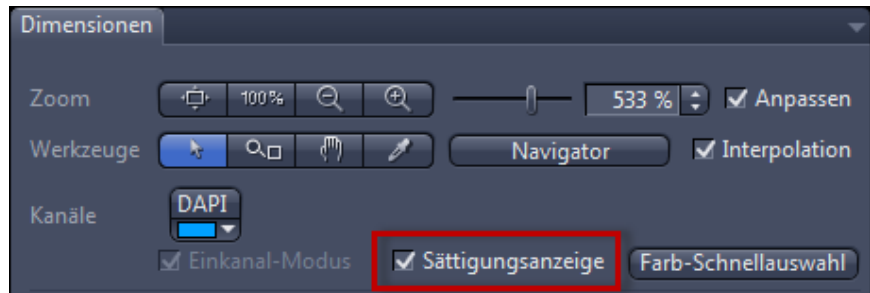 Dimensionen
Zoom 100% 533 % Anpassen
Werkzeuge Navigator Interpolation
Kanäle DAPI
Einkanal-Modus Sättigungsanzeige Farb-Schnellauswahl